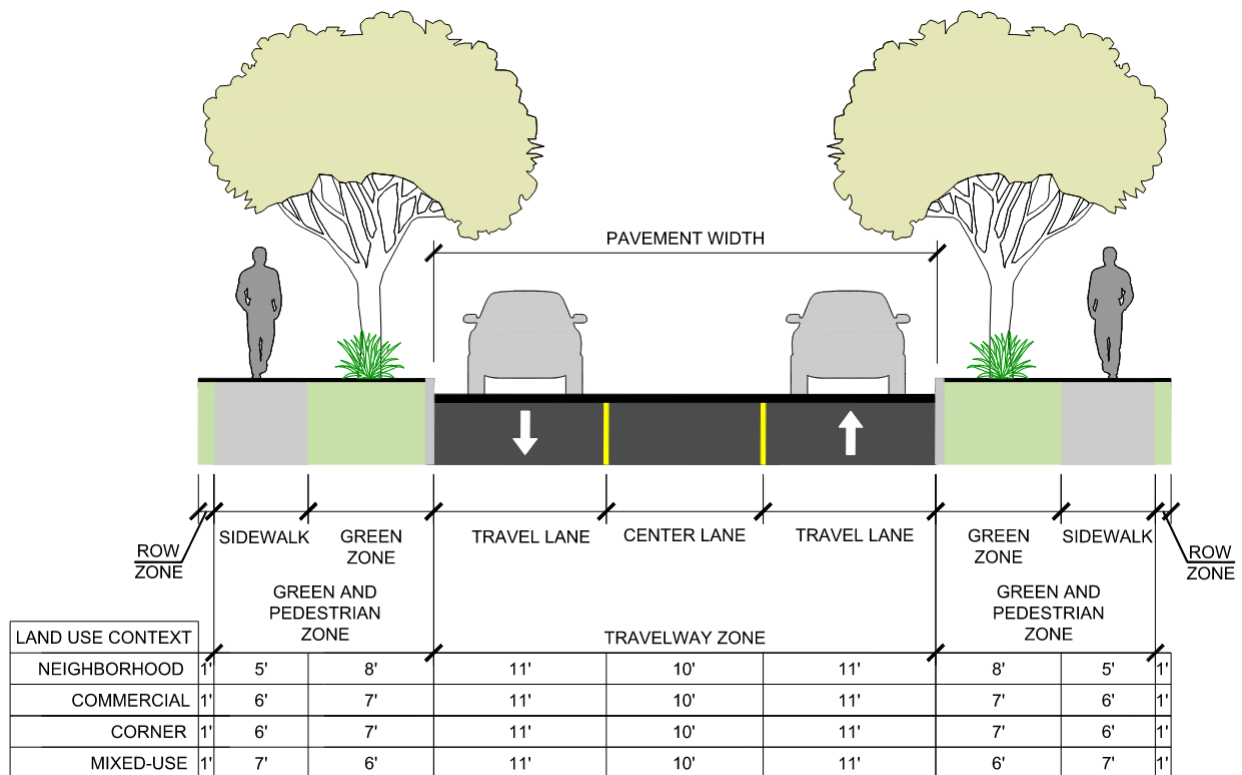 PAVEMENT WIDTH
ROW
ZONE
SIDEWALK
GREEN
ZONE
TRAVEL LANE
CENTER LANE
TRAVEL LANE
GREEN
ZONE
SIDEWALK
ROW
ZONE
GREEN AND
PEDESTRIAN
ZONE
TRAVELWAY ZONE
GREEN AND
PEDESTRIAN
ZONE
LAND USE CONTEXT
NEIGHBORHOOD 1' 5' 8' 11' 10' 11' 8' 5' 1'
COMMERCIAL 1' 6' 7' 11' 10' 11' 7' 6' 1'
CORNER 1' 6' 7' 11' 10' 11' 7' 6' 1'
MIXED-USE 1' 7' 6' 11' 10' 11' 6' 7' 1'